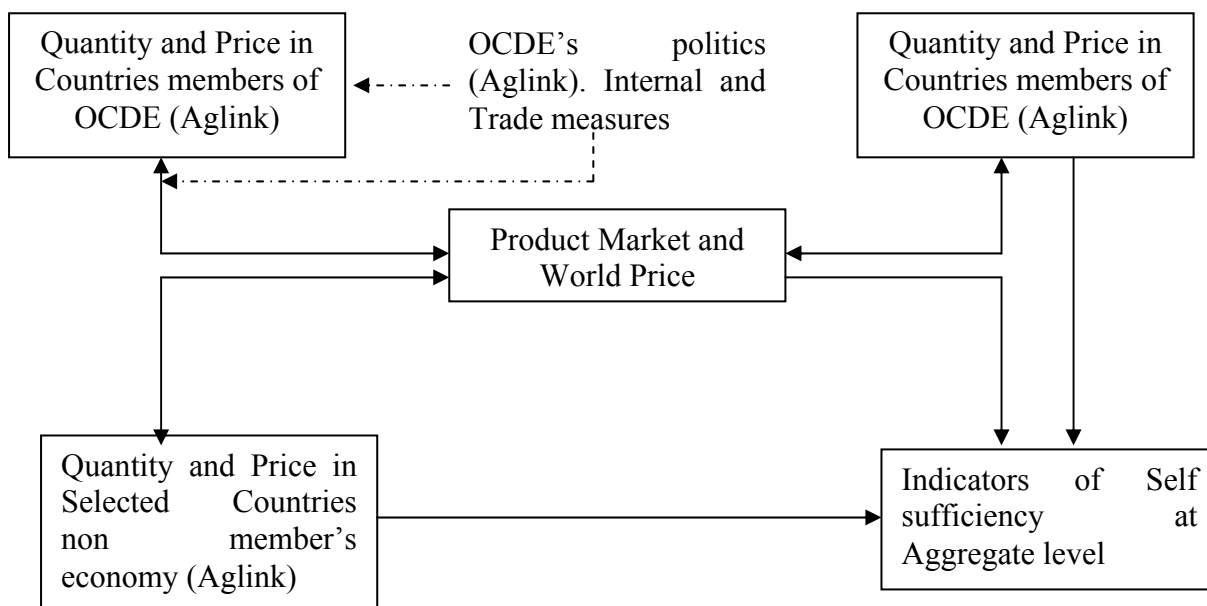 Quantity and Price in
Countries members of
OCDE (Aglink)
OCDE's politics
(Aglink). Internal and
Trade measures
Quantity and Price in
Countries members of
OCDE (Aglink)
Product Market and
World Price
Quantity and Price in
Selected Countries
non member's
economy (Aglink)
Indicators of Self
sufficiency at
Aggregate level